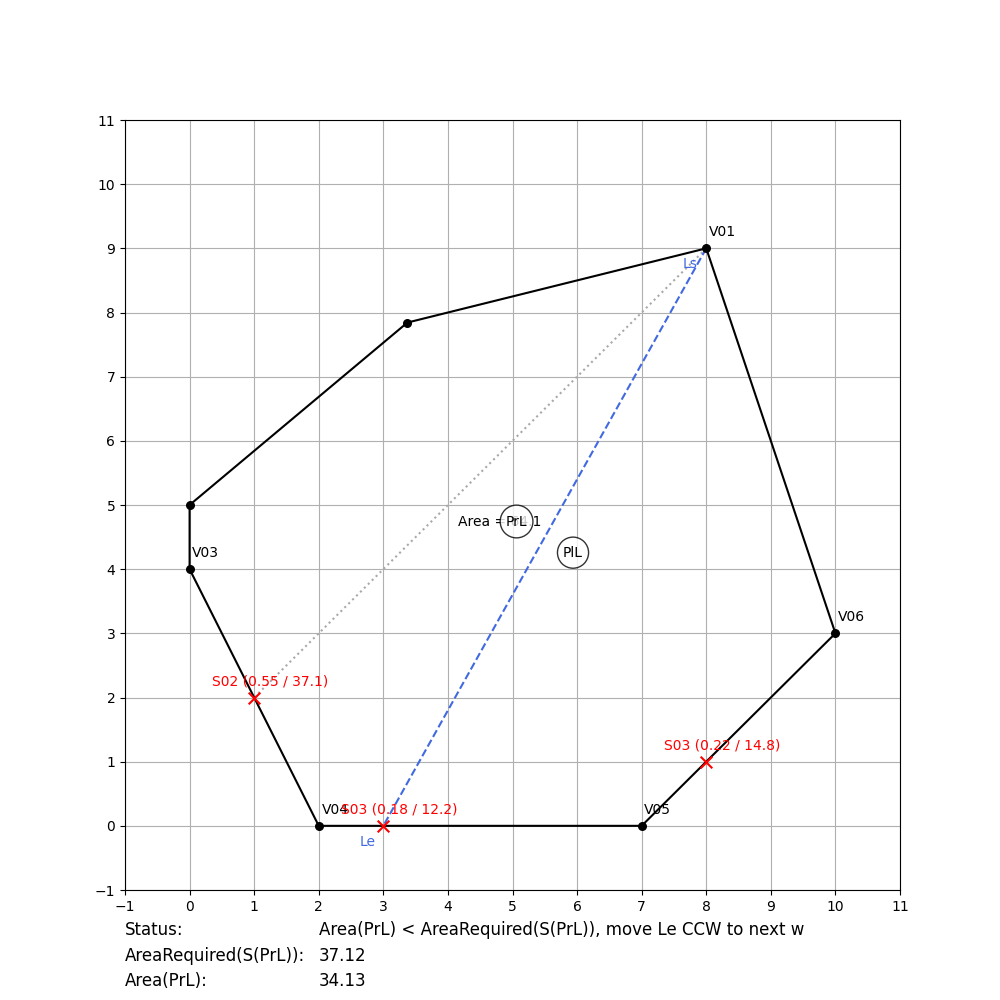 11
10
9
8
7
6
5
4
3
2
1
0
−1
V01
Ls
Area = PrL 1
PlL
V03
V06
S02 (0.55 / 37.1)
S03 (0.22 / 14.8)
V04 S03 (0.18 / 12.2)
V05
Le
−1 0 1 2 3 4 5 6 7 8 9 10 11
Status: Area(PrL) < AreaRequired(S(PrL)), move Le CCW to next w
AreaRequired(S(PrL)): 37.12
Area(PrL): 34.13